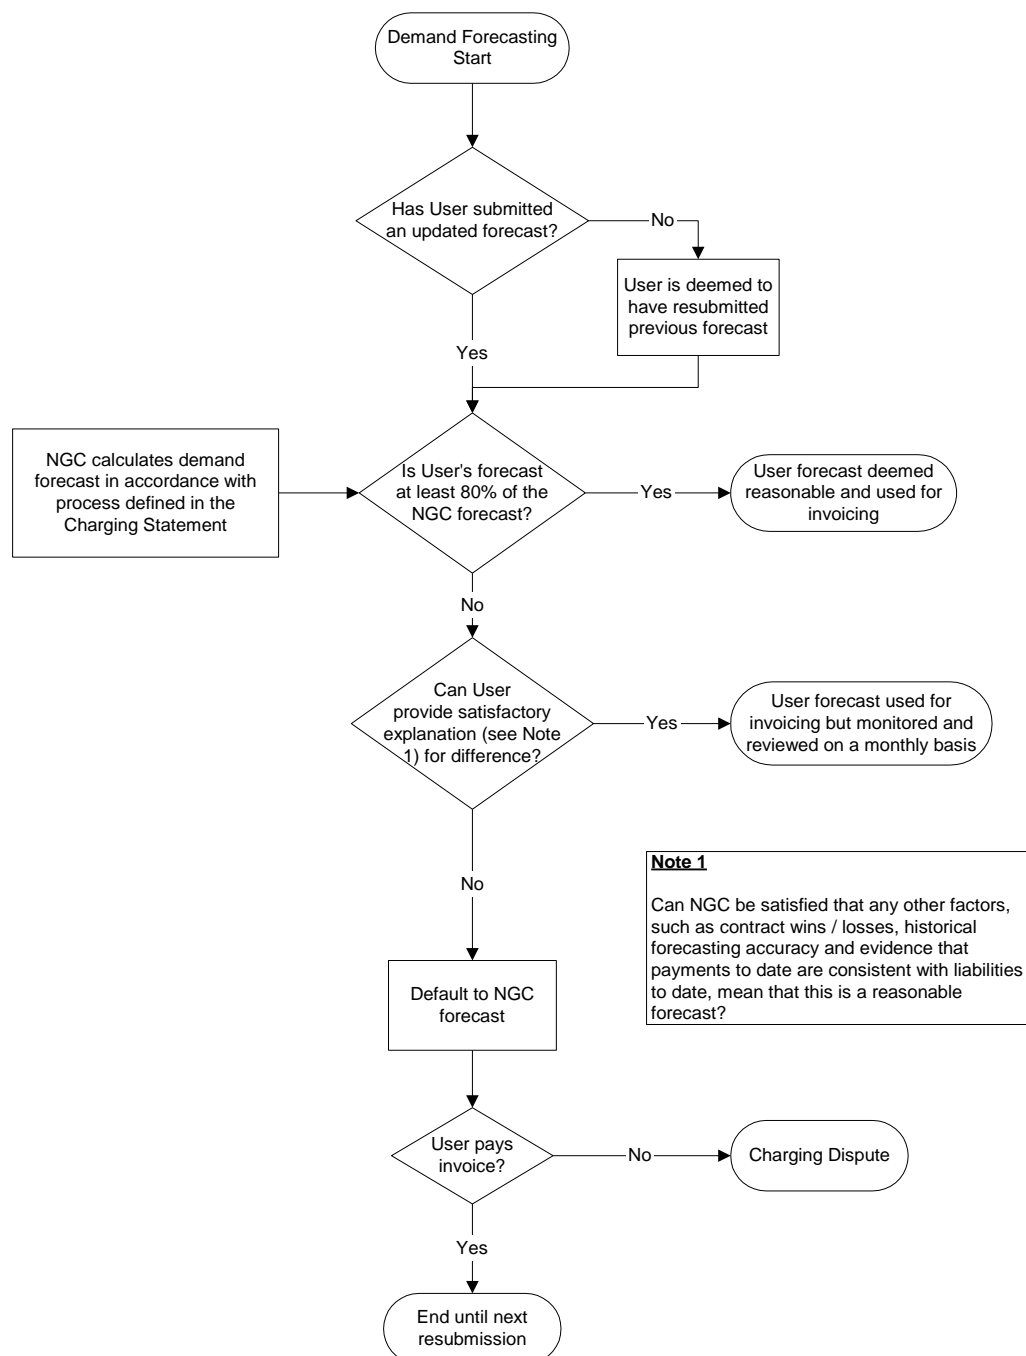 Demand Forecasting
Start
Has User submitted
an updated forecast?
No
User is deemed to
have resubmitted
previous forecast
Yes
NGC calculates demand
forecast in accordance with
process defined in the
Charging Statement
Is User's forecast
at least 80% of the
NGC forecast?
Yes
User forecast deemed
reasonable and used for
invoicing
No
Can User
provide satisfactory
explanation (see Note
1) for difference?
Yes
User forecast used for
invoicing but monitored and
reviewed on a monthly basis
No
Note 1
Can NGC be satisfied that any other factors,
such as contract wins / losses, historical
forecasting accuracy and evidence that
payments to date are consistent with liabilities
to date, mean that this is a reasonable
forecast?
Default to NGC
forecast
User pays
invoice?
No
Charging Dispute
Yes
End until next
resubmission